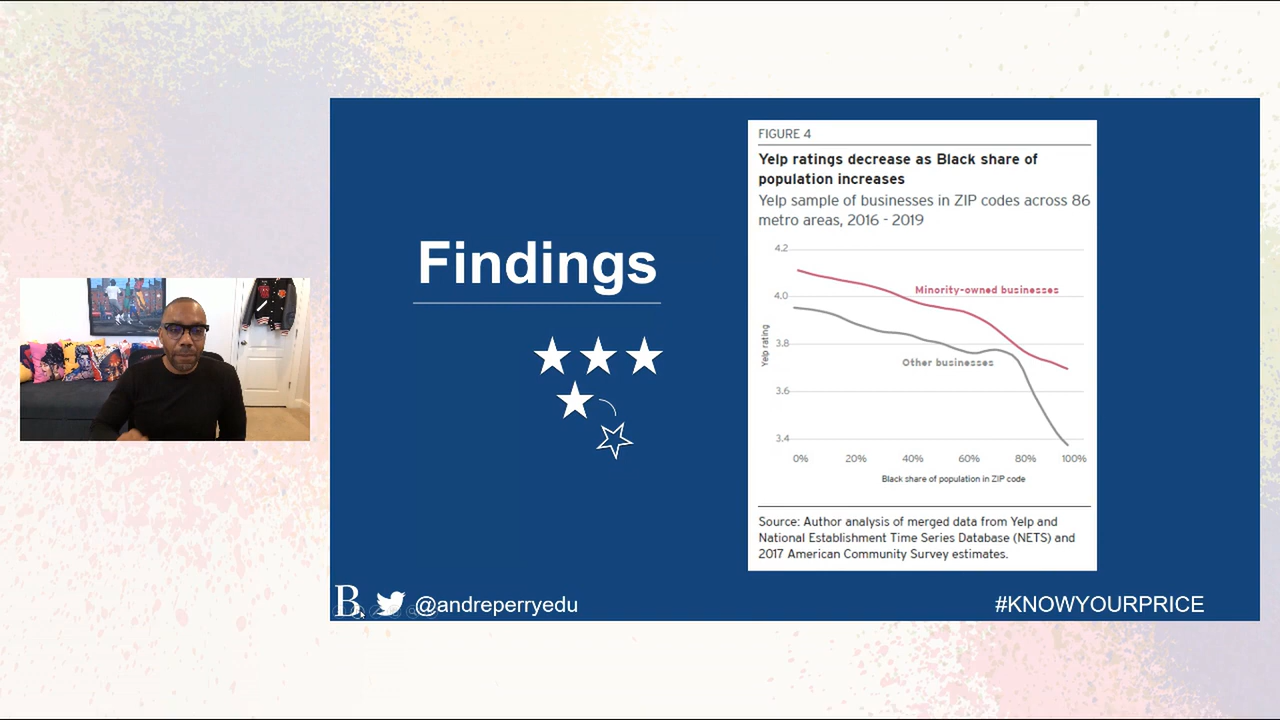 Findings
FIGURE 4
Yelp ratings decrease as Black share of
population increases
Yelp sample of businesses in ZIP codes across 86
metro areas, 2016 - 2019
4.2
4.0
3.8
3.6
3.4
Yelp rating
Minority-owned businesses
Other businesses
0% 20% 40% 60% 80% 100%
Black share of population in ZIP code
Source: Author analysis of merged data from Yelp and
National Establishment Time Series Database (NETS) and
2017 American Community Survey estimates.
B
@andreperryedu
#KNOWYOURPRICE